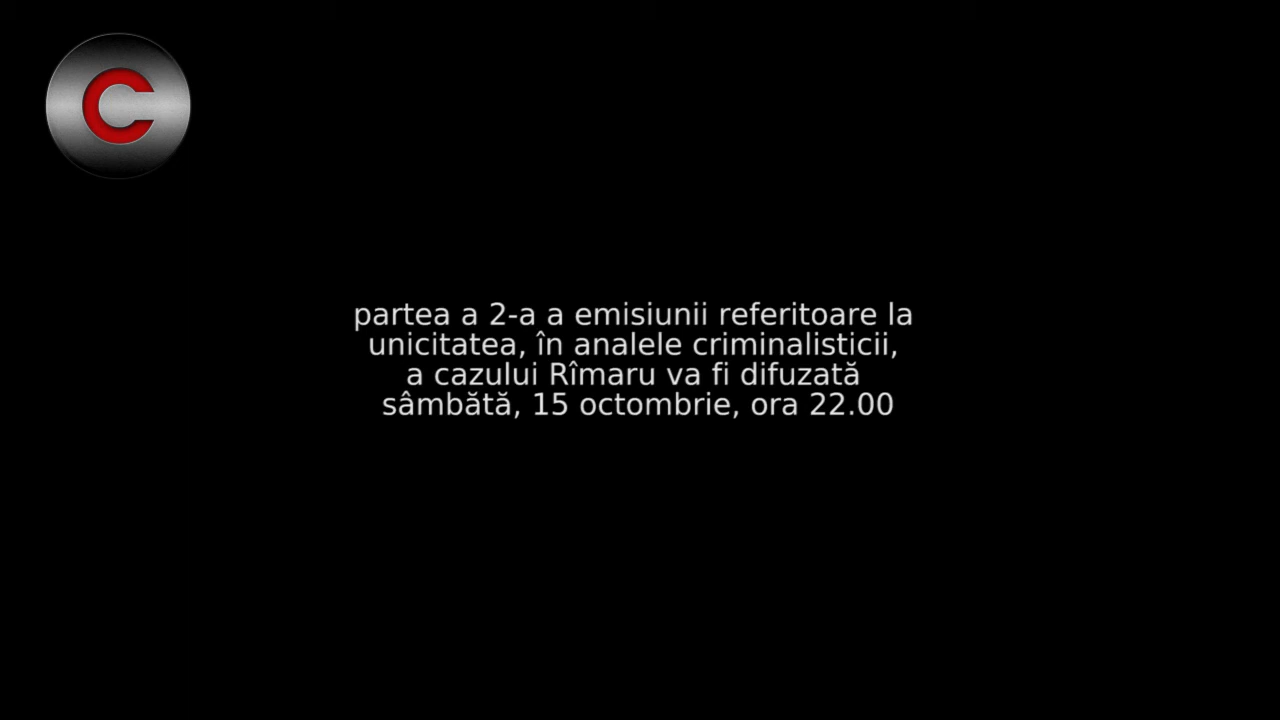 C
partea a 2-a a emisiunii referitoare la
unicitatea, în analele criminalisticii,
a cazului Rîmaru va fi difuzată
sâmbătă, 15 octombrie, ora 22.00